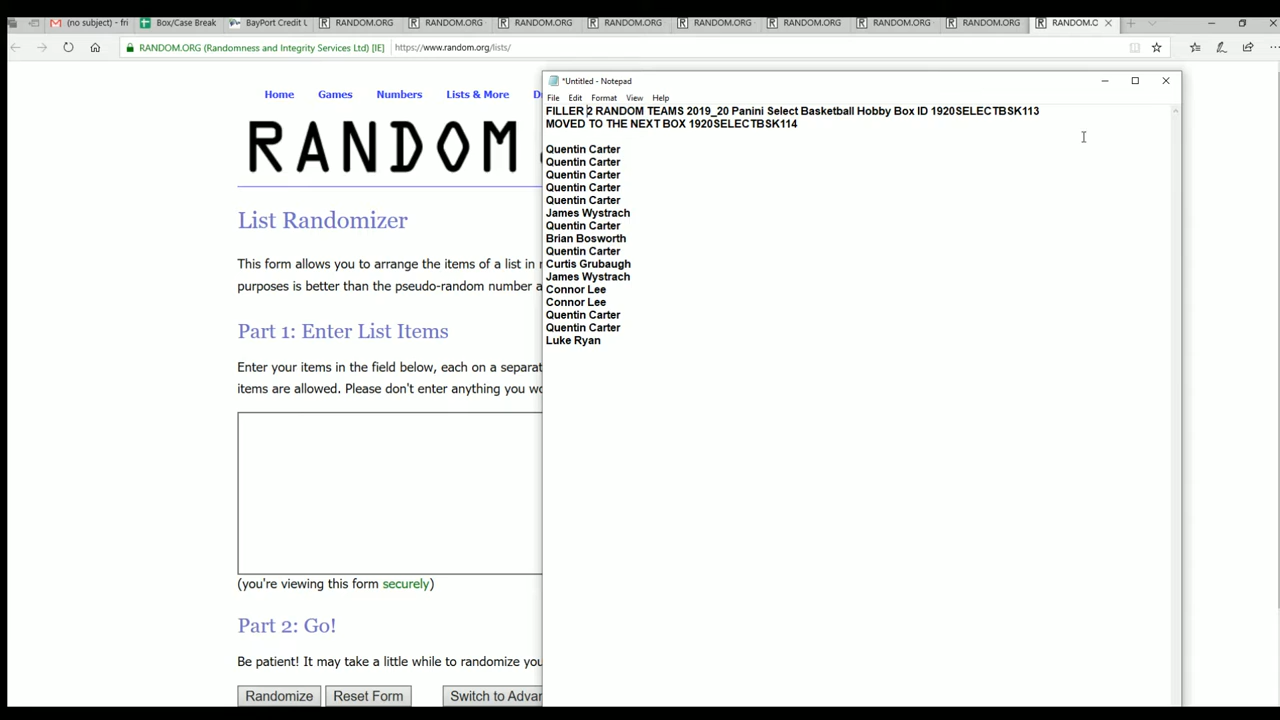 (no subject) - fri
Box/Case Break
BayPort Credit U
RANDOM.ORG
RANDOM.ORG
RANDOM.ORG
RANDOM.ORG
RANDOM.ORG
RANDOM.ORG
RANDOM.ORG
RANDOM.ORG
RANDOM.O
RANDOM.ORG (Randomness and Integrity Services Ltd) [IE]
https://www.random.org/lists/
Home Games Numbers Lists & More D
RANDOM
List Randomizer
This form allows you to arrange the items of a list in r
purposes is better than the pseudo-random number a
Part 1: Enter List Items
Enter your items in the field below, each on a separat
items are allowed. Please don't enter anything you wo
(you're viewing this form securely)
Part 2: Go!
Be patient! It may take a little while to randomize you
Randomize Reset Form Switch to Advan
*Untitled - Notepad
File Edit Format View Help
FILLER 2 RANDOM TEAMS 2019_20 Panini Select Basketball Hobby Box ID 1920SELECTBSK113
MOVED TO THE NEXT BOX 1920SELECTBSK114
Quentin Carter
Quentin Carter
Quentin Carter
Quentin Carter
Quentin Carter
James Wystrach
Quentin Carter
Brian Bosworth
Quentin Carter
Curtis Grubaugh
James Wystrach
Connor Lee
Connor Lee
Quentin Carter
Quentin Carter
Luke Ryan